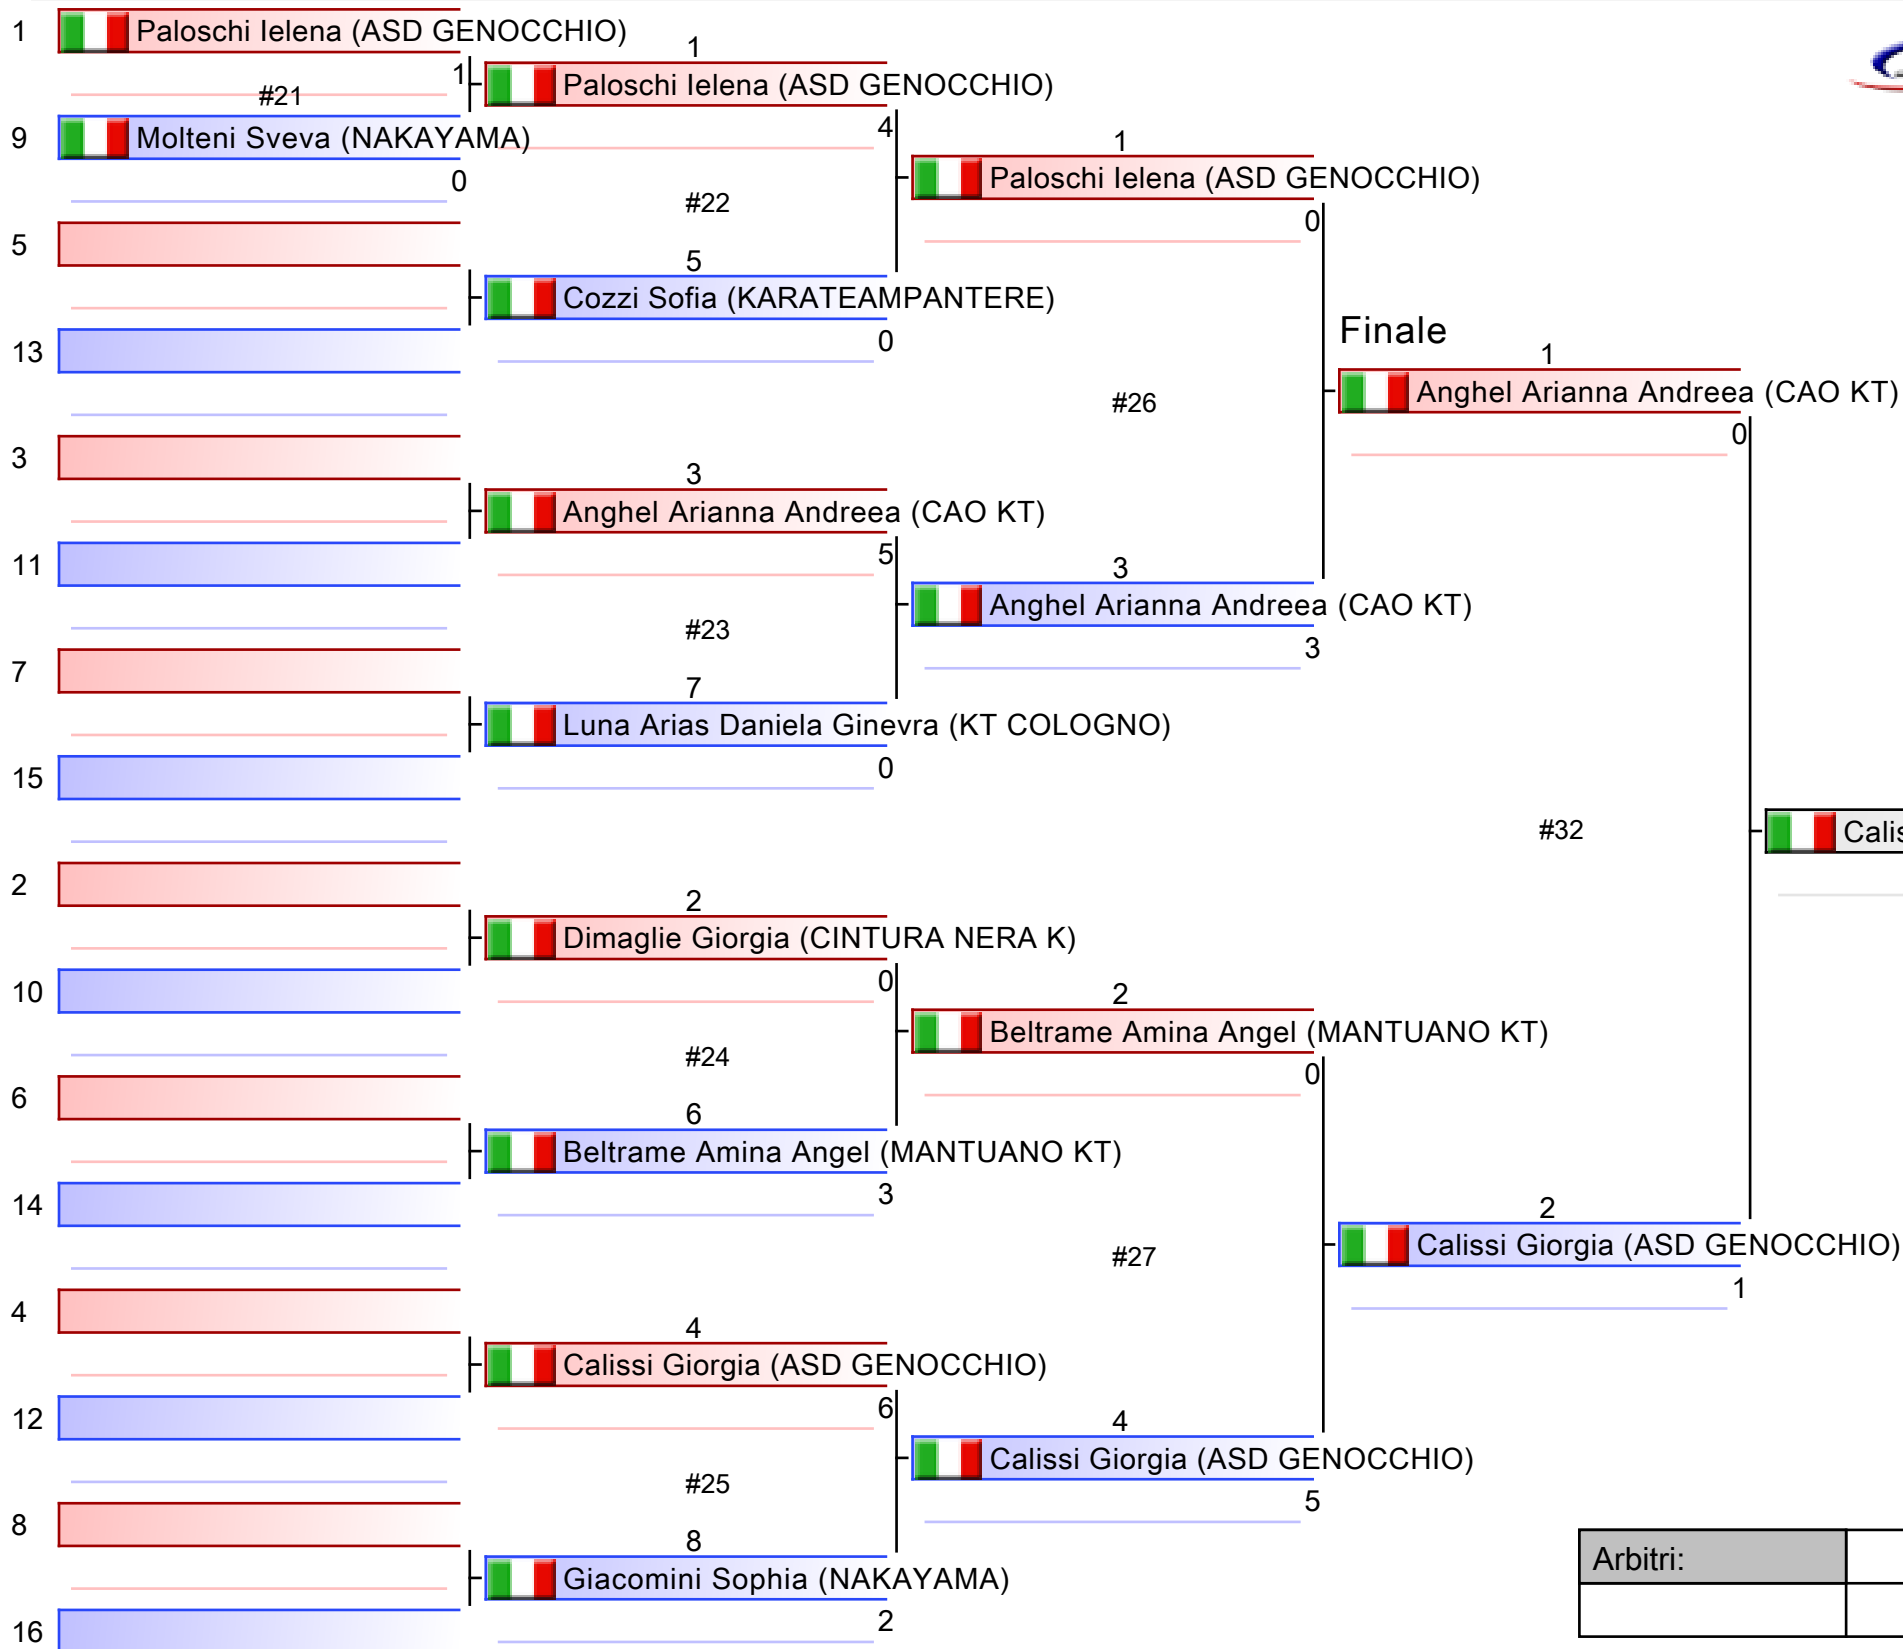 1 Paloschi Ielena (ASD GENOCCHIO)
1
1
Paloschi Ielena (ASD GENOCCHIO)
#21
4
9 Molteni Sveva (NAKAYAMA)
0
1
Paloschi Ielena (ASD GENOCCHIO)
#22
0
5
5
Cozzi Sofia (KARATEAMPANTERE)
0
13
Finale
1
Anghel Arianna Andreea (CAO KT)
#26
0
3
3
Anghel Arianna Andreea (CAO KT)
5
11
3
Anghel Arianna Andreea (CAO KT)
#23
3
7
7
Luna Arias Daniela Ginevra (KT COLOGNO)
0
15
#32
2
2
Dimaglie Giorgia (CINTURA NERA K)
0
10
2
Beltrame Amina Angel (MANTUANO KT)
#24
0
6
6
Beltrame Amina Angel (MANTUANO KT)
3
14
2
Calissi Giorgia (ASD GENOCCHIO)
#27
1
4
4
Calissi Giorgia (ASD GENOCCHIO)
6
12
4
Calissi Giorgia (ASD GENOCCHIO)
#25
5
8
8
Giacomini Sophia (NAKAYAMA)
2
16
Arbitri: